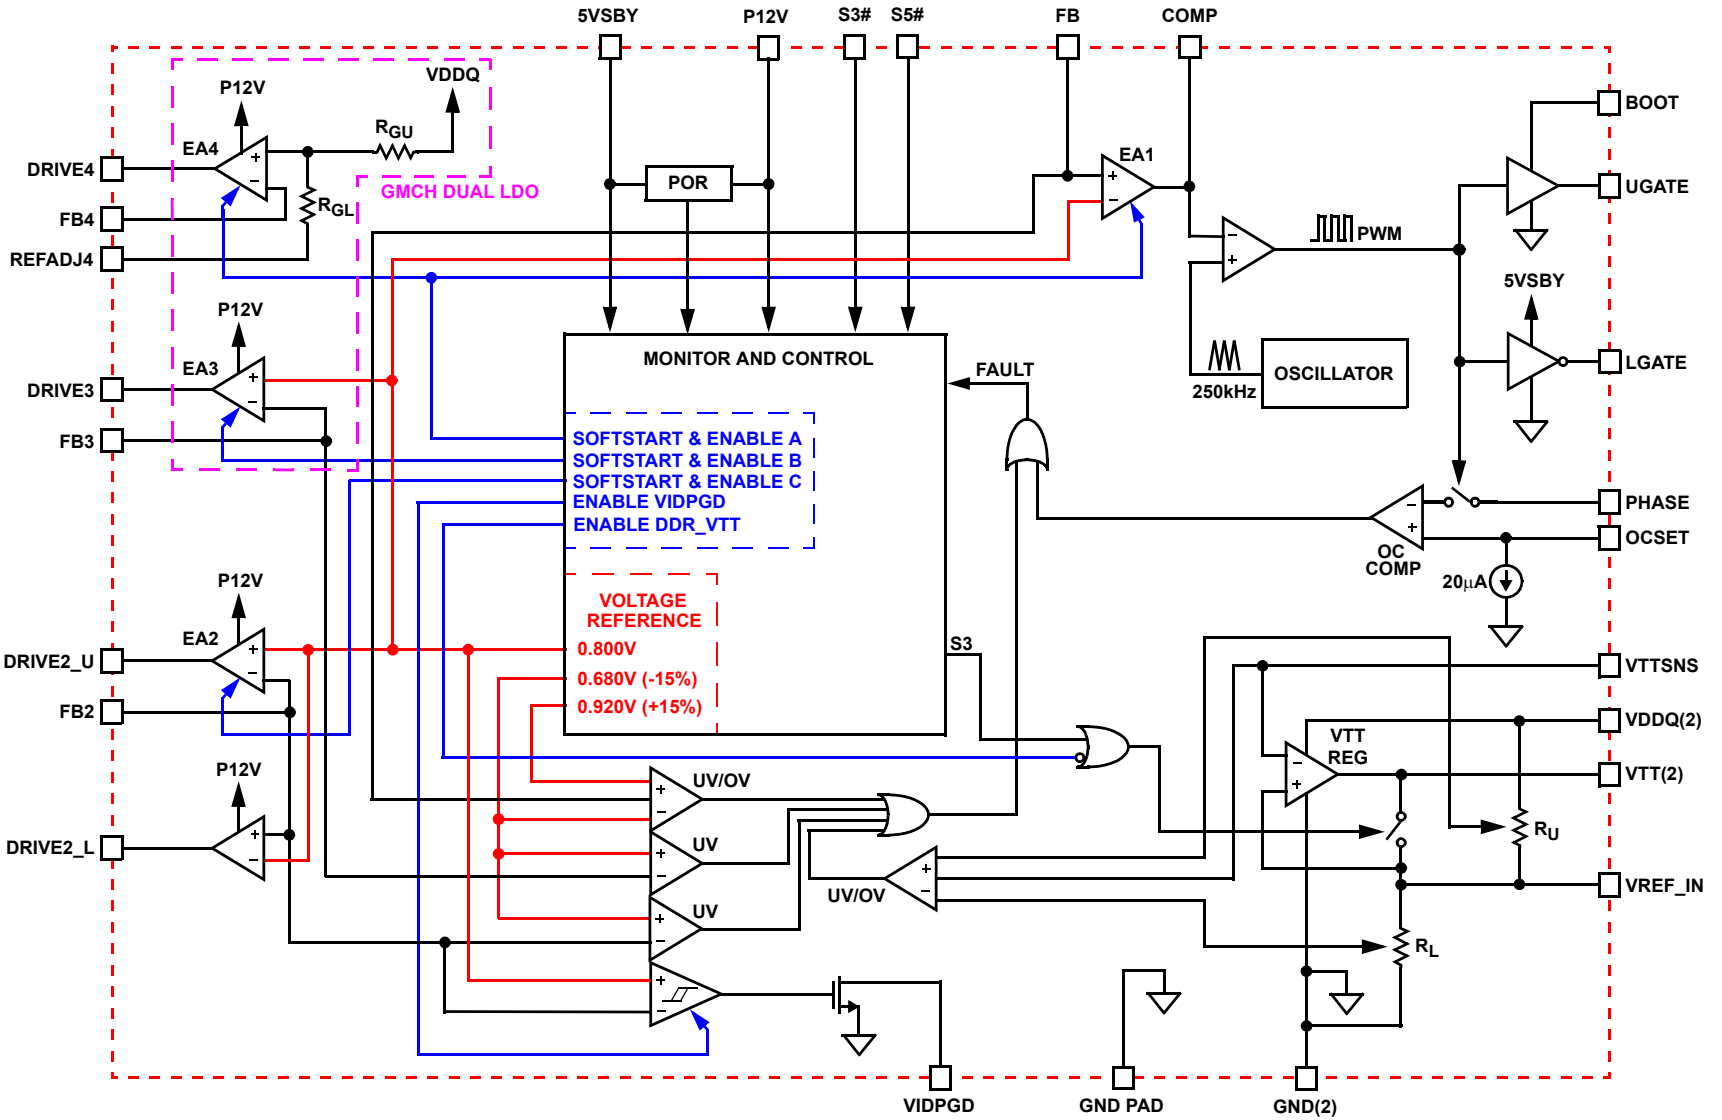 5VSBY
P12V
S3#
S5#
FB
COMP
P12V
VDDQ
BOOT
RGU
EA4
+
−
EA1
+
−
DRIVE4
GMCH DUAL LDO
POR
UGATE
RGL
FB4
PWM
−
+
REFADJ4
5VSBY
P12V
MONITOR AND CONTROL
FAULT
LGATE
EA3
+
−
OSCILLATOR
250kHz
DRIVE3
FB3
SOFTSTART & ENABLE A
SOFTSTART & ENABLE B
SOFTSTART & ENABLE C
ENABLE VIDPGD
ENABLE DDR_VTT
PHASE
−
+
OCSET
OC
COMP
20µA
P12V
VOLTAGE
REFERENCE
EA2
+
−
0.800V
S3
DRIVE2_U
VTTSNS
0.680V (-15%)
0.920V (+15%)
FB2
VDDQ(2)
VTT
REG
−
+
P12V
UV/OV
+
−
VTT(2)
DRIVE2_L
+
−
UV
+
−
RU
UV/OV
+
−
VREF_IN
UV
+
−
RL
+
−
VIDPGD
GND PAD
GND(2)